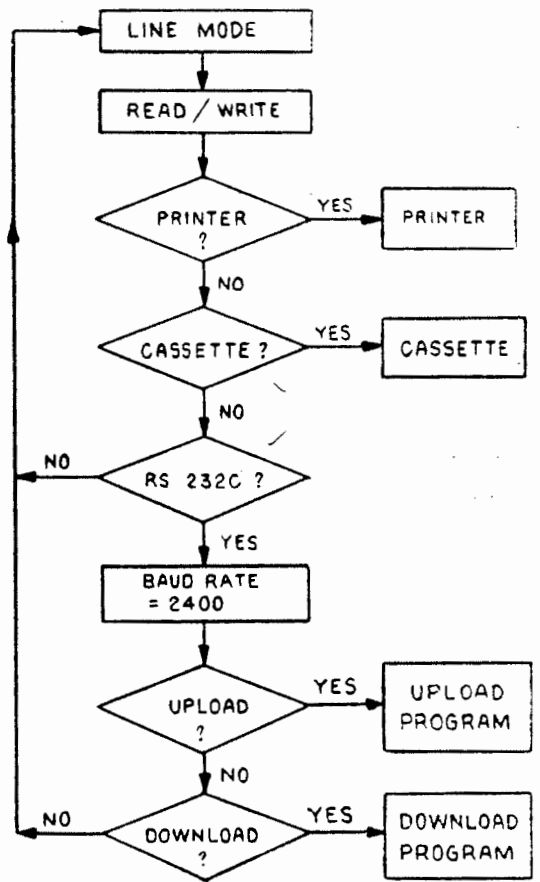 LINE MODE
READ / WRITE
PRINTER
?
YES
PRINTER
NO
CASSETTE ?
YES
CASSETTE
NO
RS 232C ?
NO
YES
BAUD RATE
= 2400
UPLOAD
?
YES
UPLOAD
PROGRAM
NO
DOWNLOAD
?
NO
YES
DOWNLOAD
PROGRAM